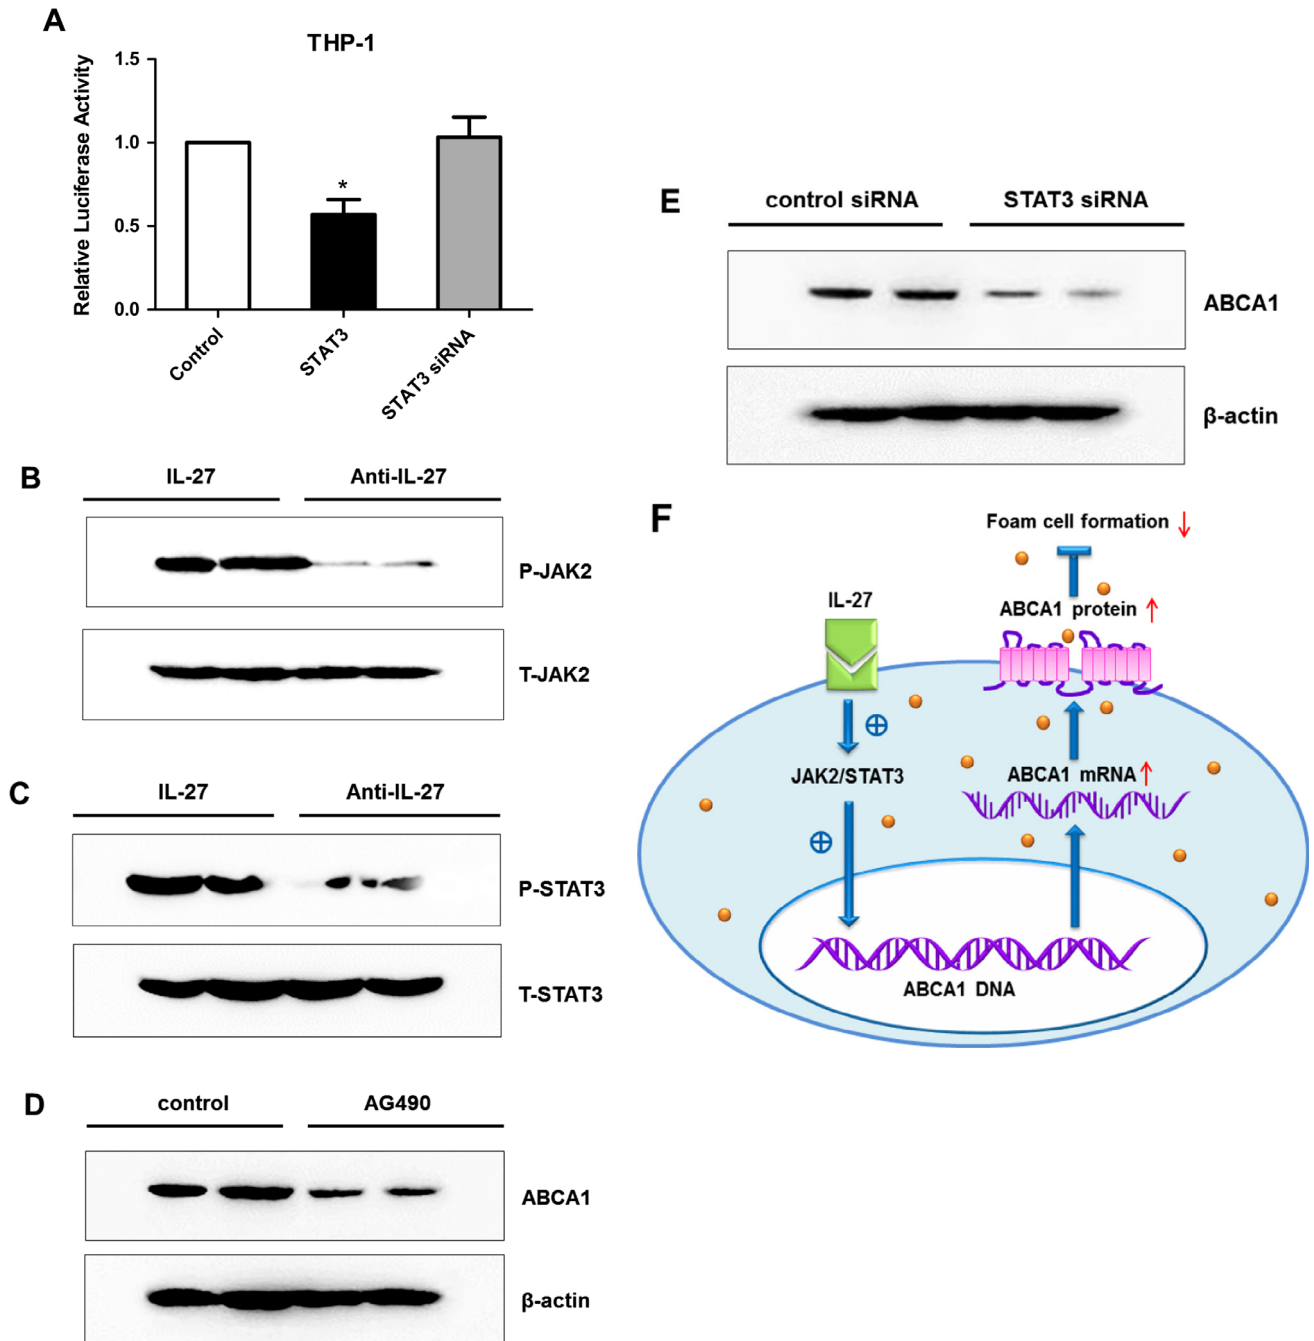 A
THP-1
Relative Luciferase Activity
1.5
1.0
0.5
0.0
*
Control
STAT3
STAT3 siRNA
B
IL-27 Anti-IL-27
P-JAK2
T-JAK2
C
IL-27 Anti-IL-27
P-STAT3
T-STAT3
D
control AG490
ABCA1
β-actin
E
control siRNA STAT3 siRNA
ABCA1
β-actin
F
Foam cell formation ↓
IL-27
ABCA1 protein ↑
⊕
JAK2/STAT3
ABCA1 mRNA ↑
⊕
ABCA1 DNA